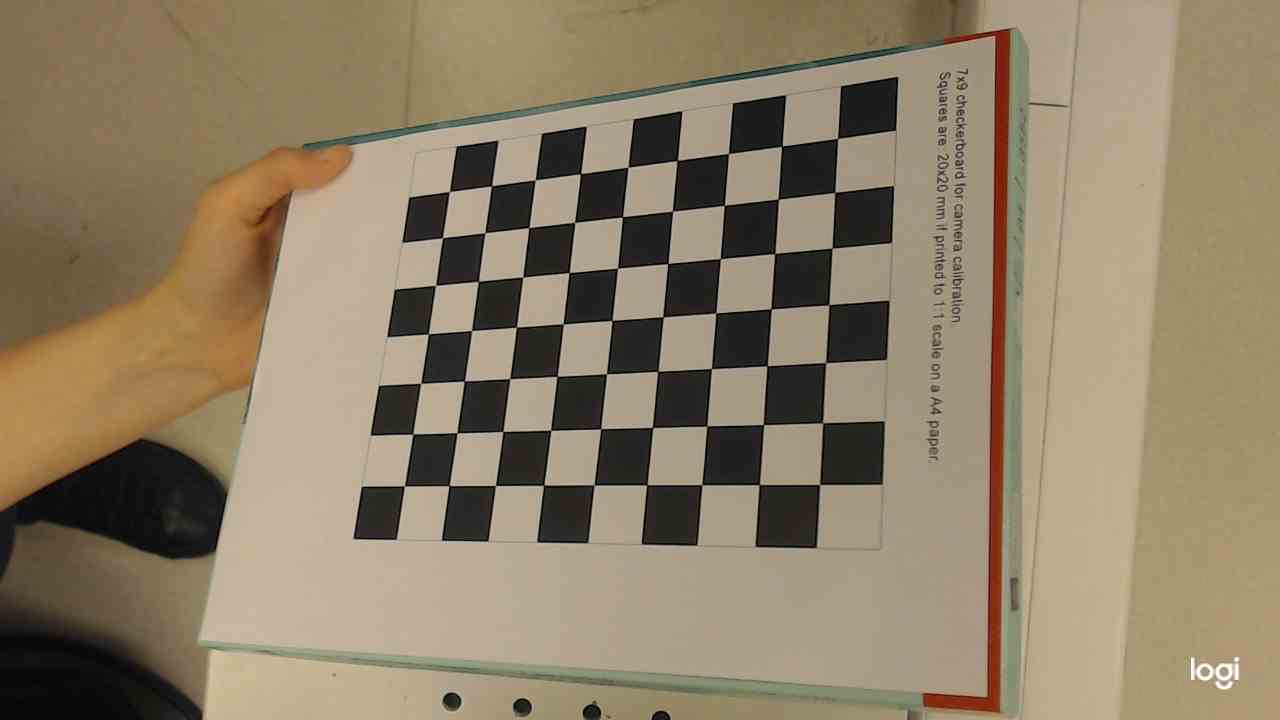 7x9 checkerboard for camera calibration.
Squares are 20x20 mm if printed to 1:1 scale on a A4 paper.
logi